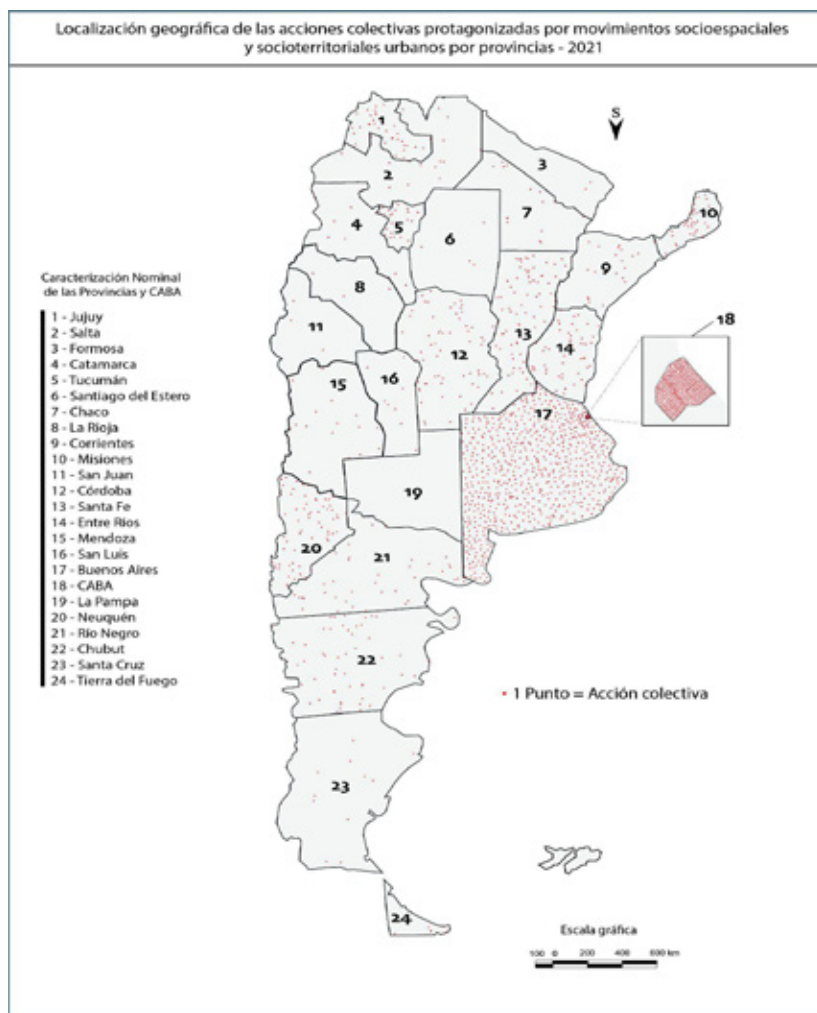 Localización geográfica de las acciones colectivas protagonizadas por movimientos socioespaciales
y socioterritoriales urbanos por provincias - 2021
S
1
3
2
10
7
4
5
6
9
Caracterización Nominal
de las Provincias y CABA
8
18
1 - Jujuy
2 - Salta
3 - Formosa
4 - Catamarca
5 - Tucumán
6 - Santiago del Estero
7 - Chaco
8 - La Rioja
9 - Corrientes
10 - Misiones
11 - San Juan
12 - Córdoba
13 - Santa Fe
14 - Entre Ríos
15 - Mendoza
16 - San Luis
17 - Buenos Aires
18 - CABA
19 - La Pampa
20 - Neuquén
21 - Río Negro
22 - Chubut
23 - Santa Cruz
24 - Tierra del Fuego
11
13
14
12
16
15
17
19
20
21
22
1 Punto = Acción colectiva
23
24
Escala gráfica
100 0 200 400 600 km